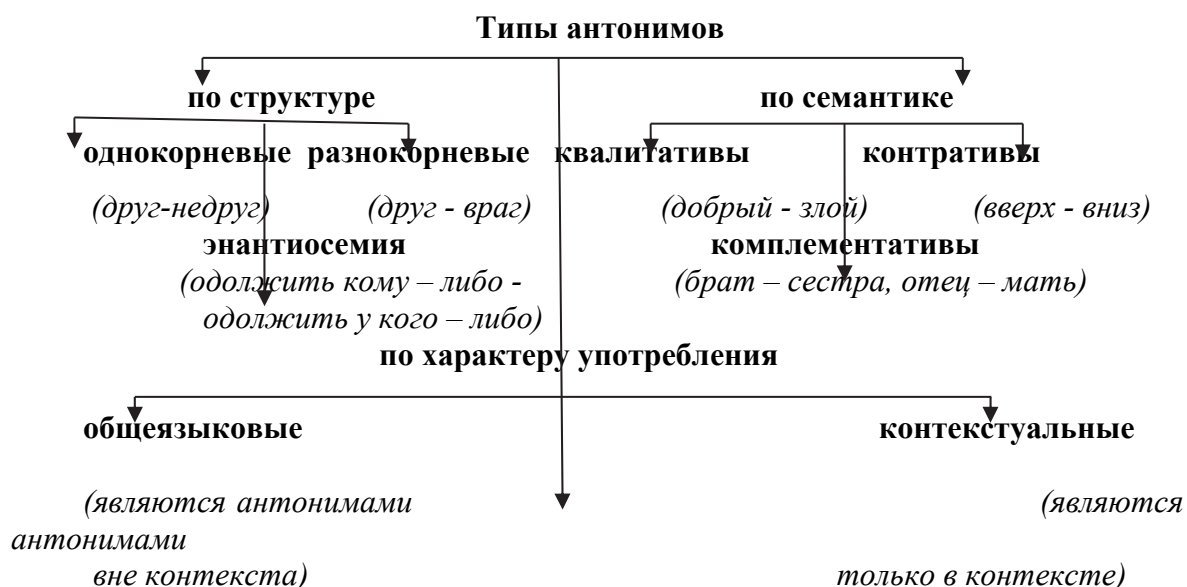 Типы антонимов
по структуре по семантике
однокорневые разнокорневые квалитативы контративы
(друг-недруг) (друг - враг) (добрый - злой) (вверх - вниз)
энантиосемия комплементативы
(одолжить кому – либо - (брат – сестра, отец – мать)
одолжить у кого – либо)
по характеру употребления
общеязыковые контекстуальные
(являются антонимами (являются
антонимами
вне контекста) только в контексте)